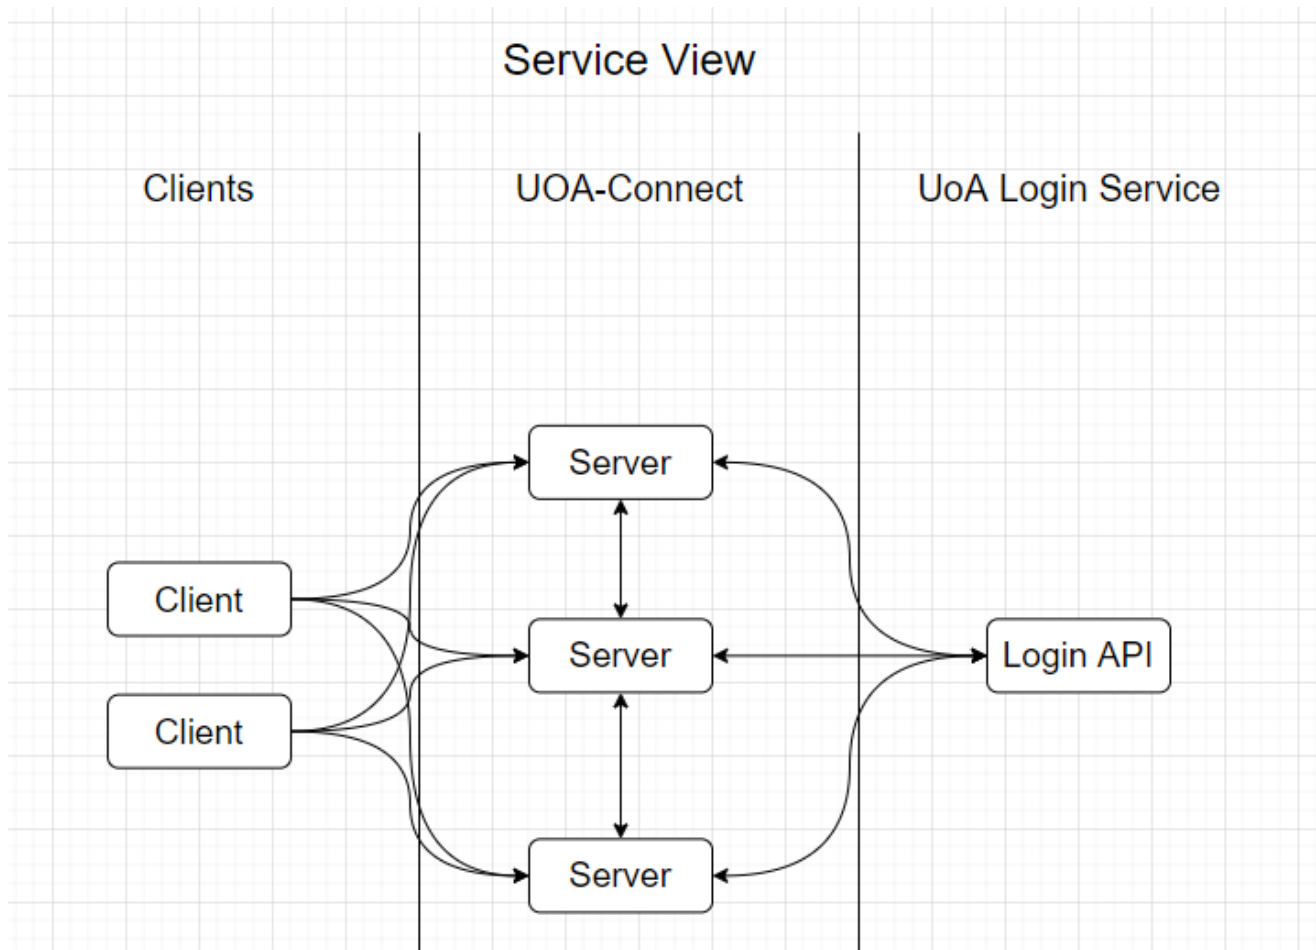 Service View
Clients
UOA-Connect
UoA Login Service
Server
Client
Server
Login API
Client
Server